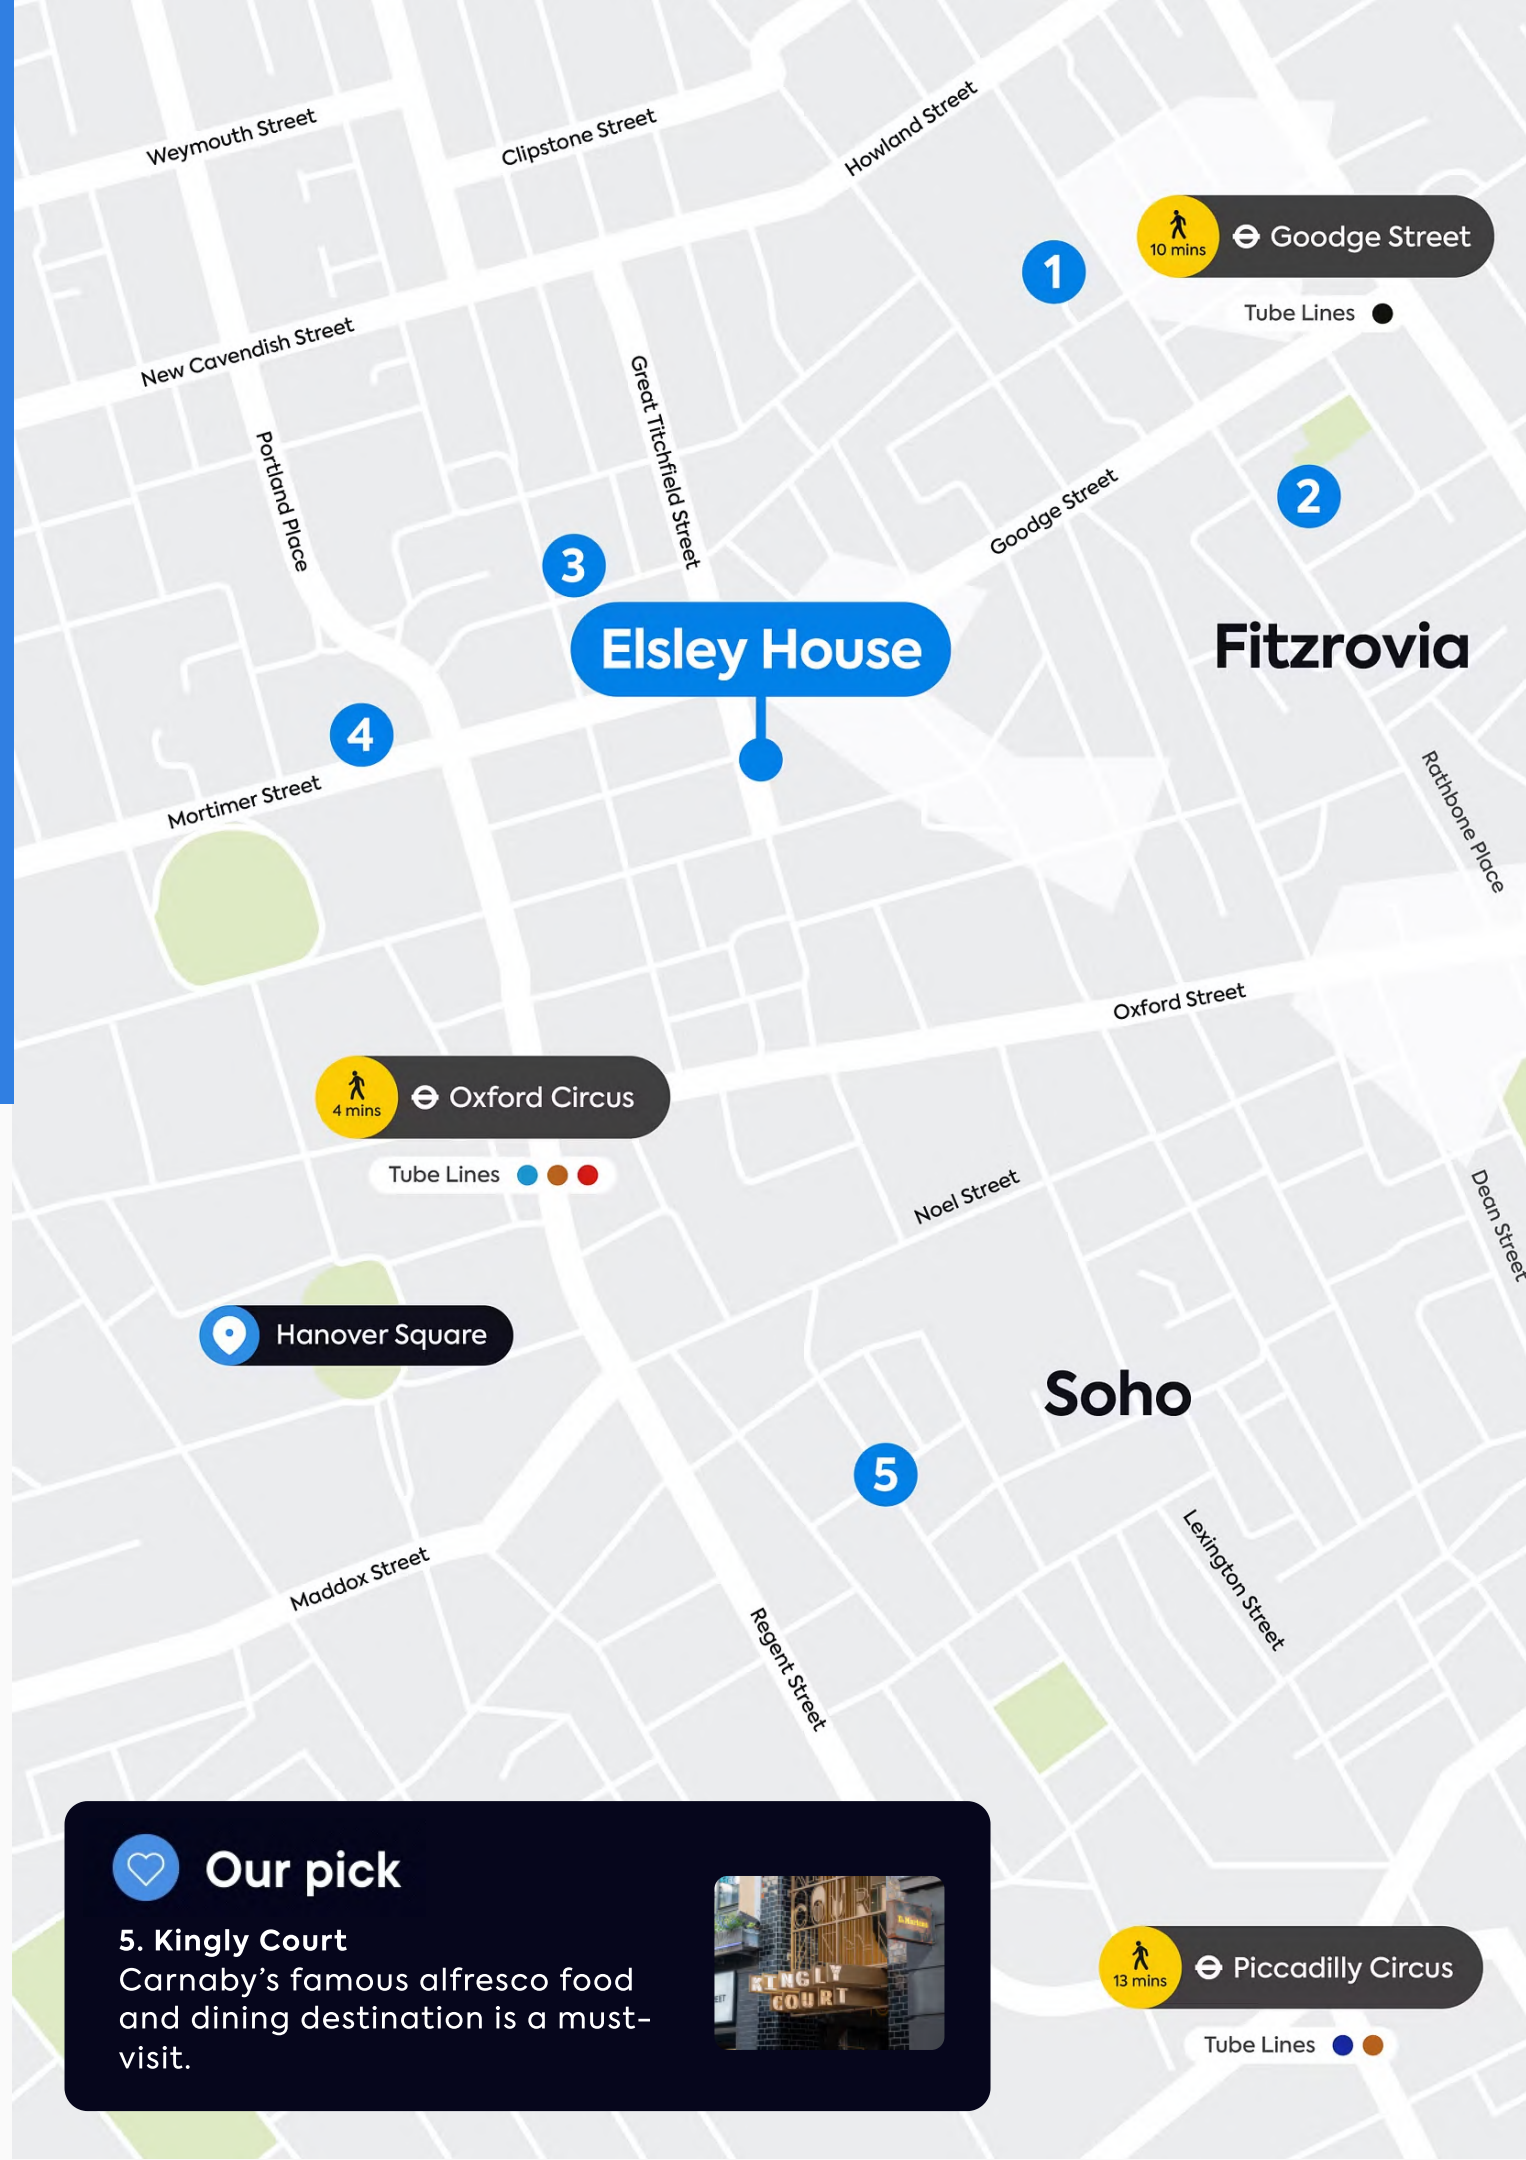 Weymouth Street
Clipstone Street
Howland Street
10 mins
Goodge Street
1
Tube Lines
New Cavendish Street
Great Titchfield Street
Portland Place
2
Goodge Street
3
Elsley House
Fitzrovia
4
Mortimer Street
Rathbone Place
Oxford Street
4 mins
Oxford Circus
Tube Lines
Noel Street
Dean Street
Hanover Square
Soho
5
Lexington Street
Maddox Street
Regent Street
Our pick
5. Kingly Court
Carnaby’s famous alfresco food
and dining destination is a must-
visit.
COURT
KINGLY
COURT
13 mins
Piccadilly Circus
Tube Lines